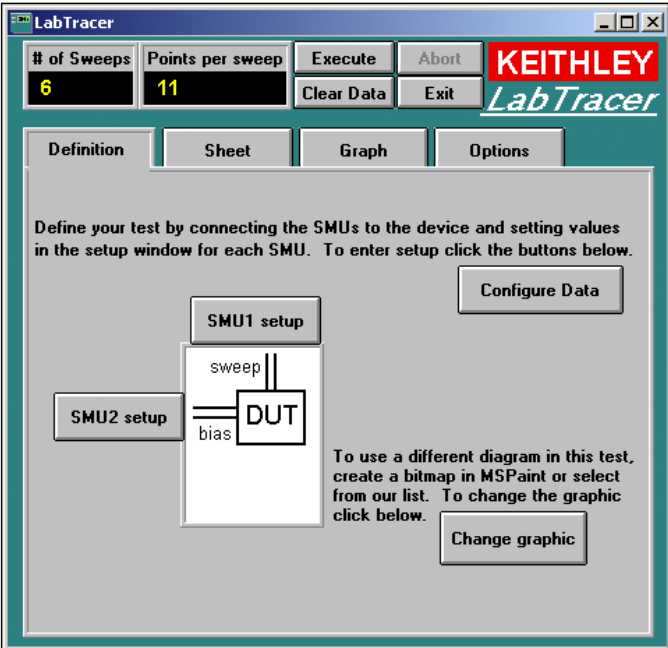 LabTracer
# of Sweeps
6
Points per sweep
11
Execute
Abort
Clear Data
Exit
KEITHLEY
LabTracer
Definition
Sheet
Graph
Options
Define your test by connecting the SMUs to the device and setting values
in the setup window for each SMU. To enter setup click the buttons below.
Configure Data
SMU1 setup
sweep
SMU2 setup
DUT
bias
To use a different diagram in this test,
create a bitmap in MSPaint or select
from our list. To change the graphic
click below.
Change graphic